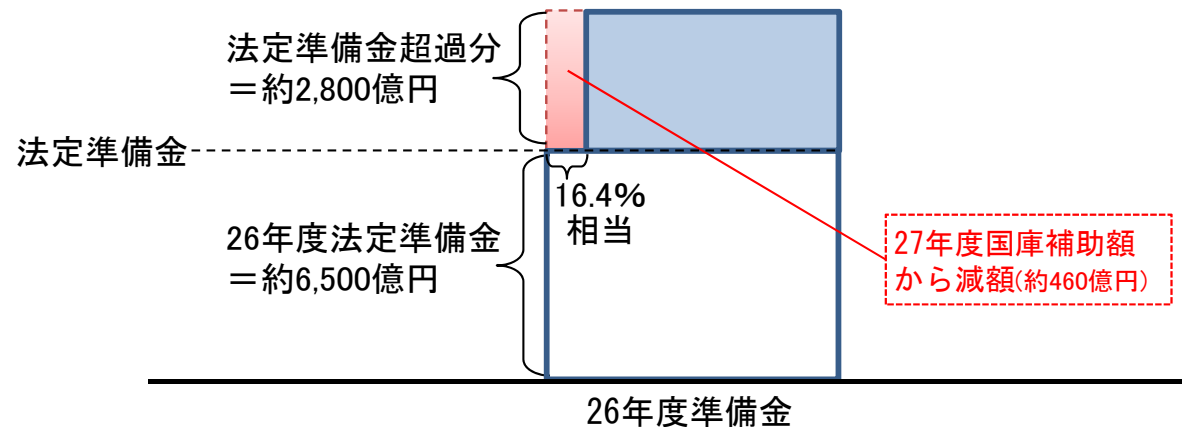 法定準備金超過分
＝約2,800億円
法定準備金
16.4%
相当
26年度法定準備金
＝約6,500億円
27年度国庫補助額
から減額(約460億円)
26年度準備金